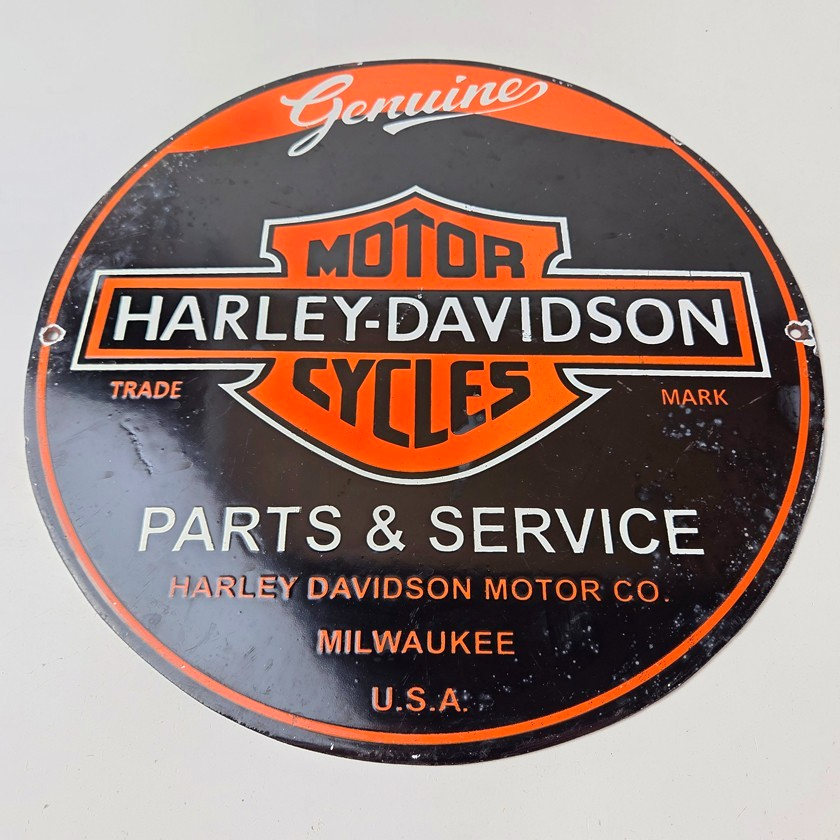 Genuine
MOTOR
HARLEY-DAVIDSON
CYCLES
TRADE MARK
PARTS & SERVICE
HARLEY DAVIDSON MOTOR CO.
MILWAUKEE
U.S.A.